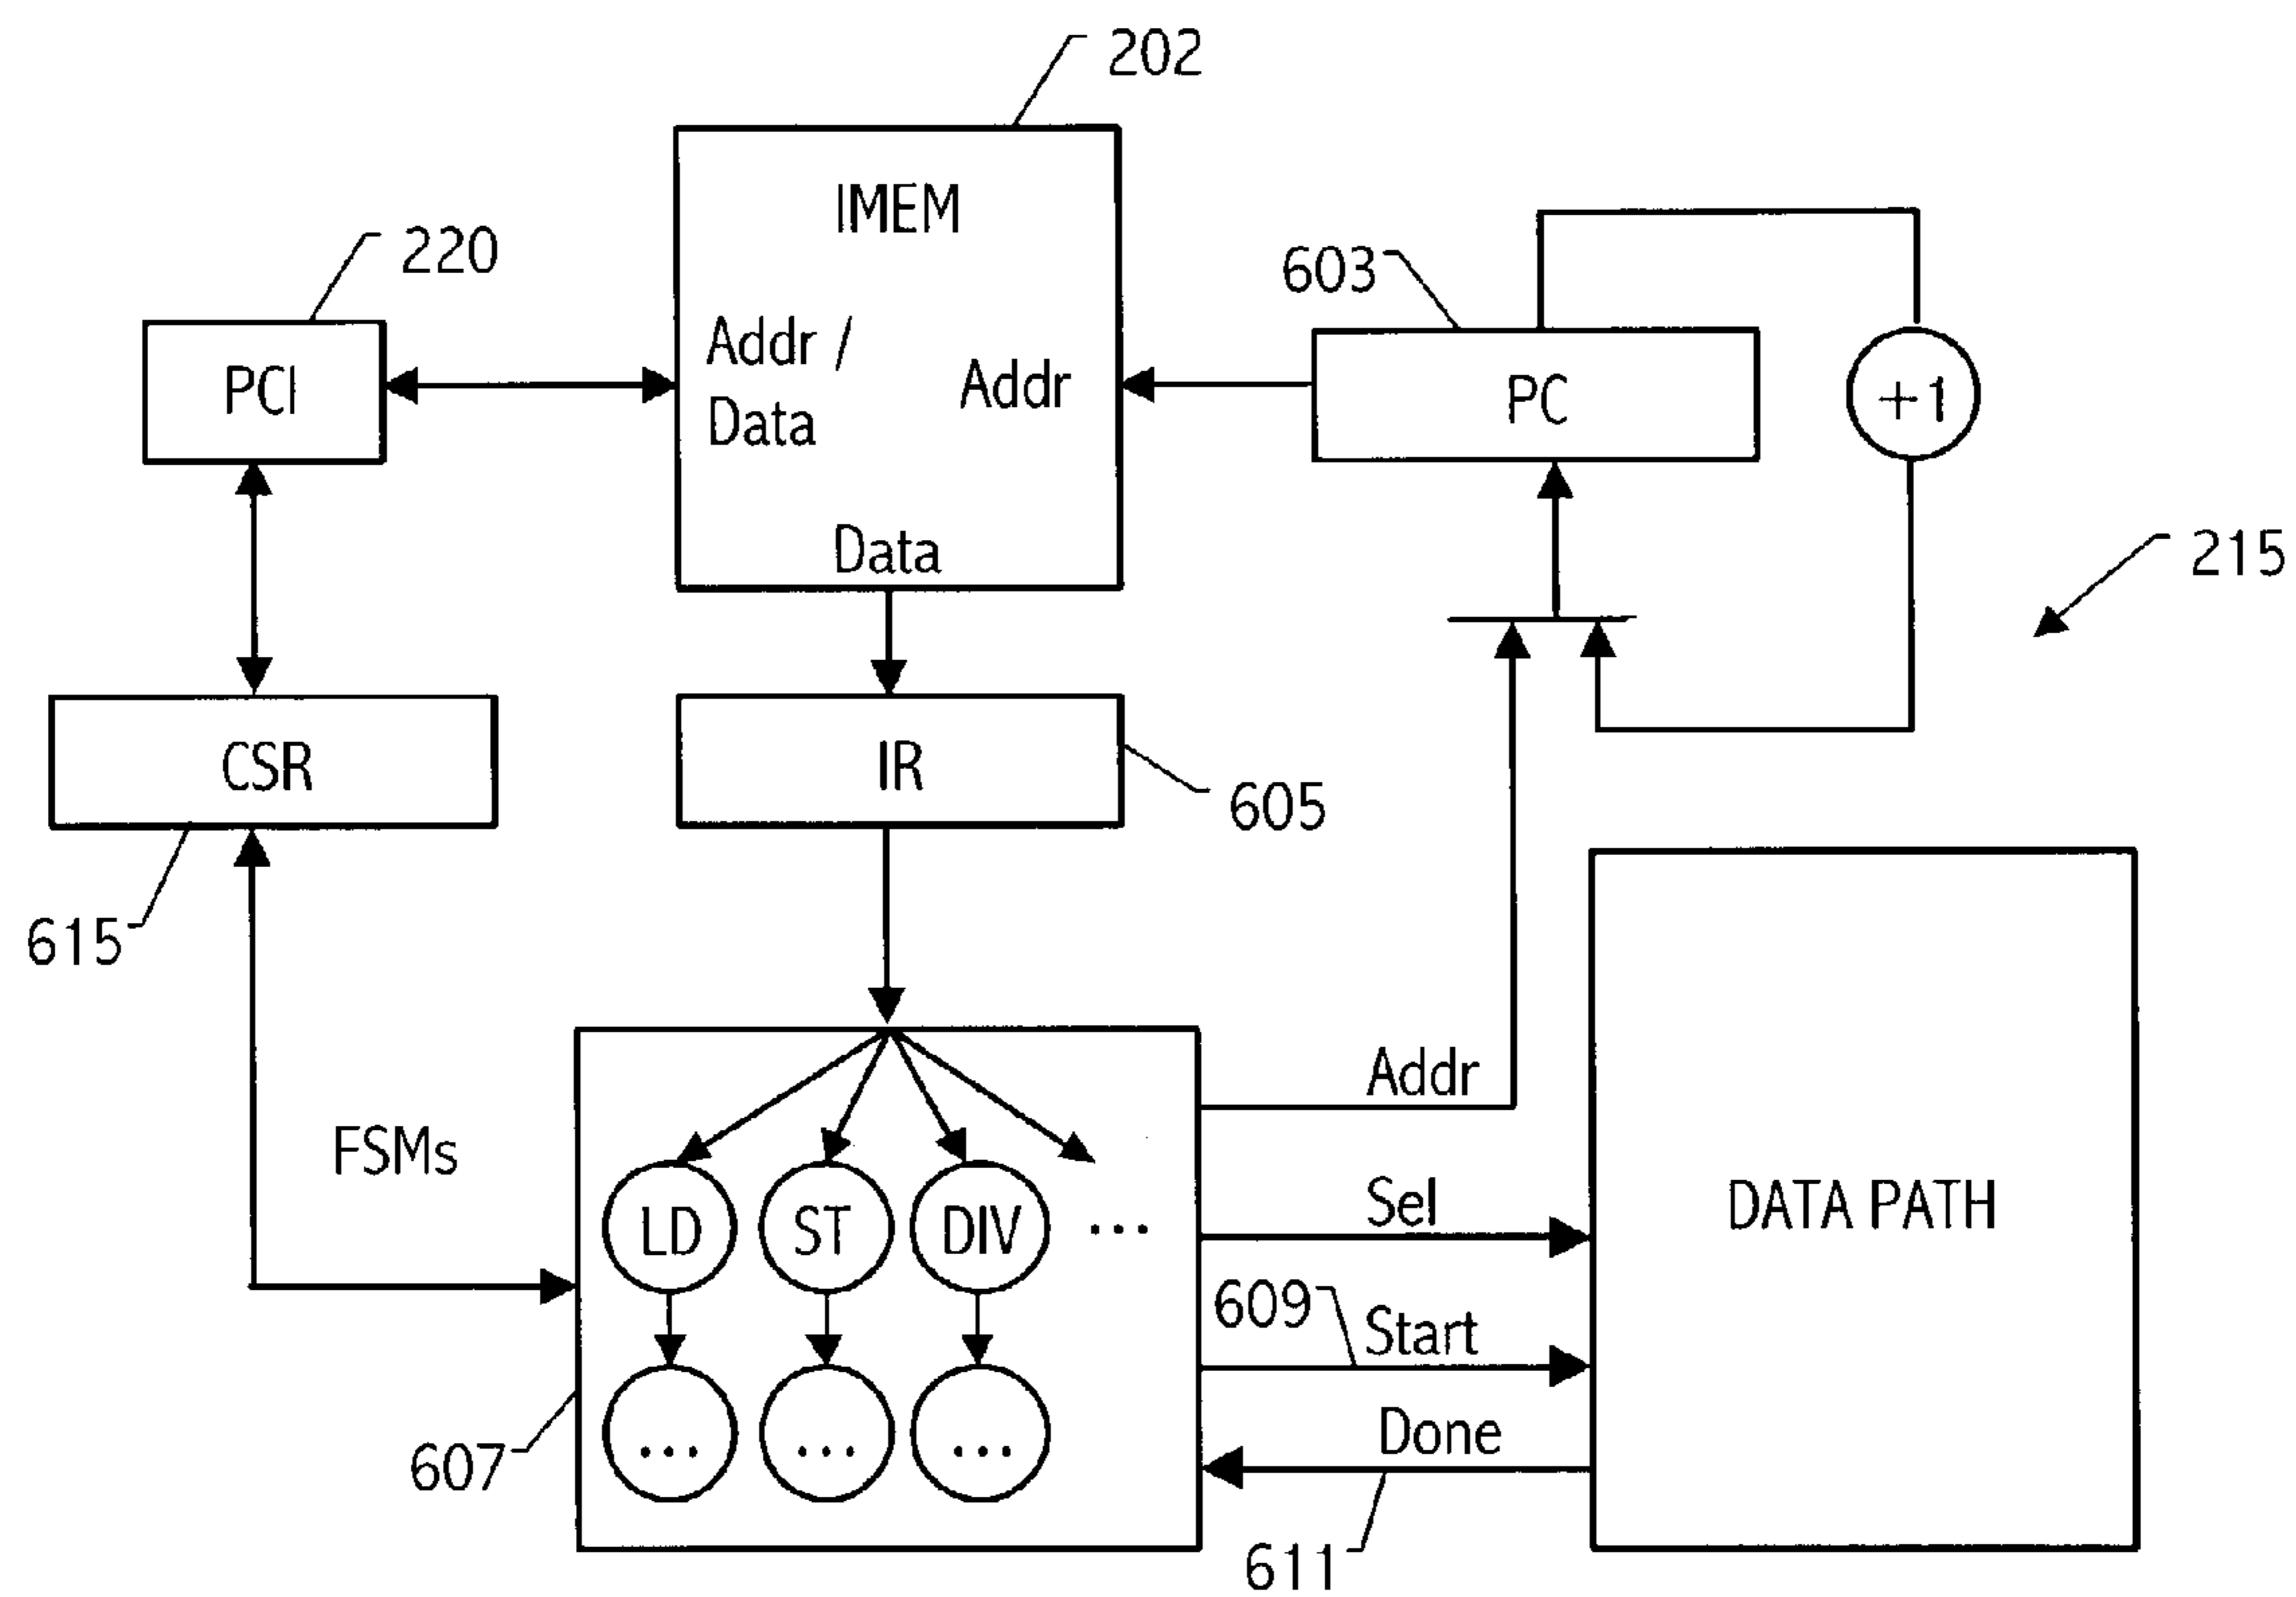 202
IMEM
220
603
Addr /
PCI
Addr
PC
+1
Data
Data
215
CSR
IR
605
615
Addr
FSMs
Sel
LD
ST
DIV
...
DATA PATH
609
Start
Done
607
...
...
...
611